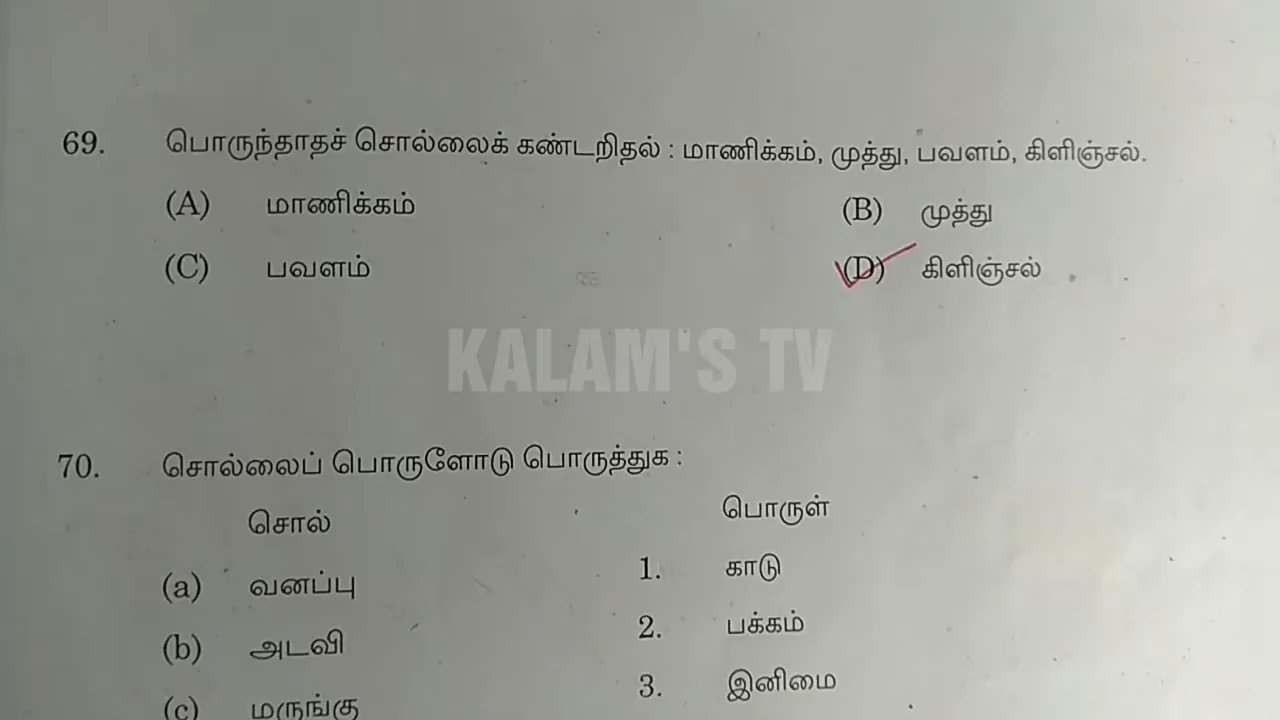 69. பொருந்தாதச் சொல்லைக் கண்டறிதல் : மாணிக்கம், முத்து, பவளம், கிளிஞ்சல்.
(A) மாணிக்கம் (B) முத்து
(C) பவளம் (D) கிளிஞ்சல்
KALAM'S TV
70. சொல்லைப் பொருளோடு பொருத்துக :
சொல் பொருள்
(a) வனப்பு 1. காடு
(b) அடவி 2. பக்கம்
(c) மருங்கு 3. இனிமை